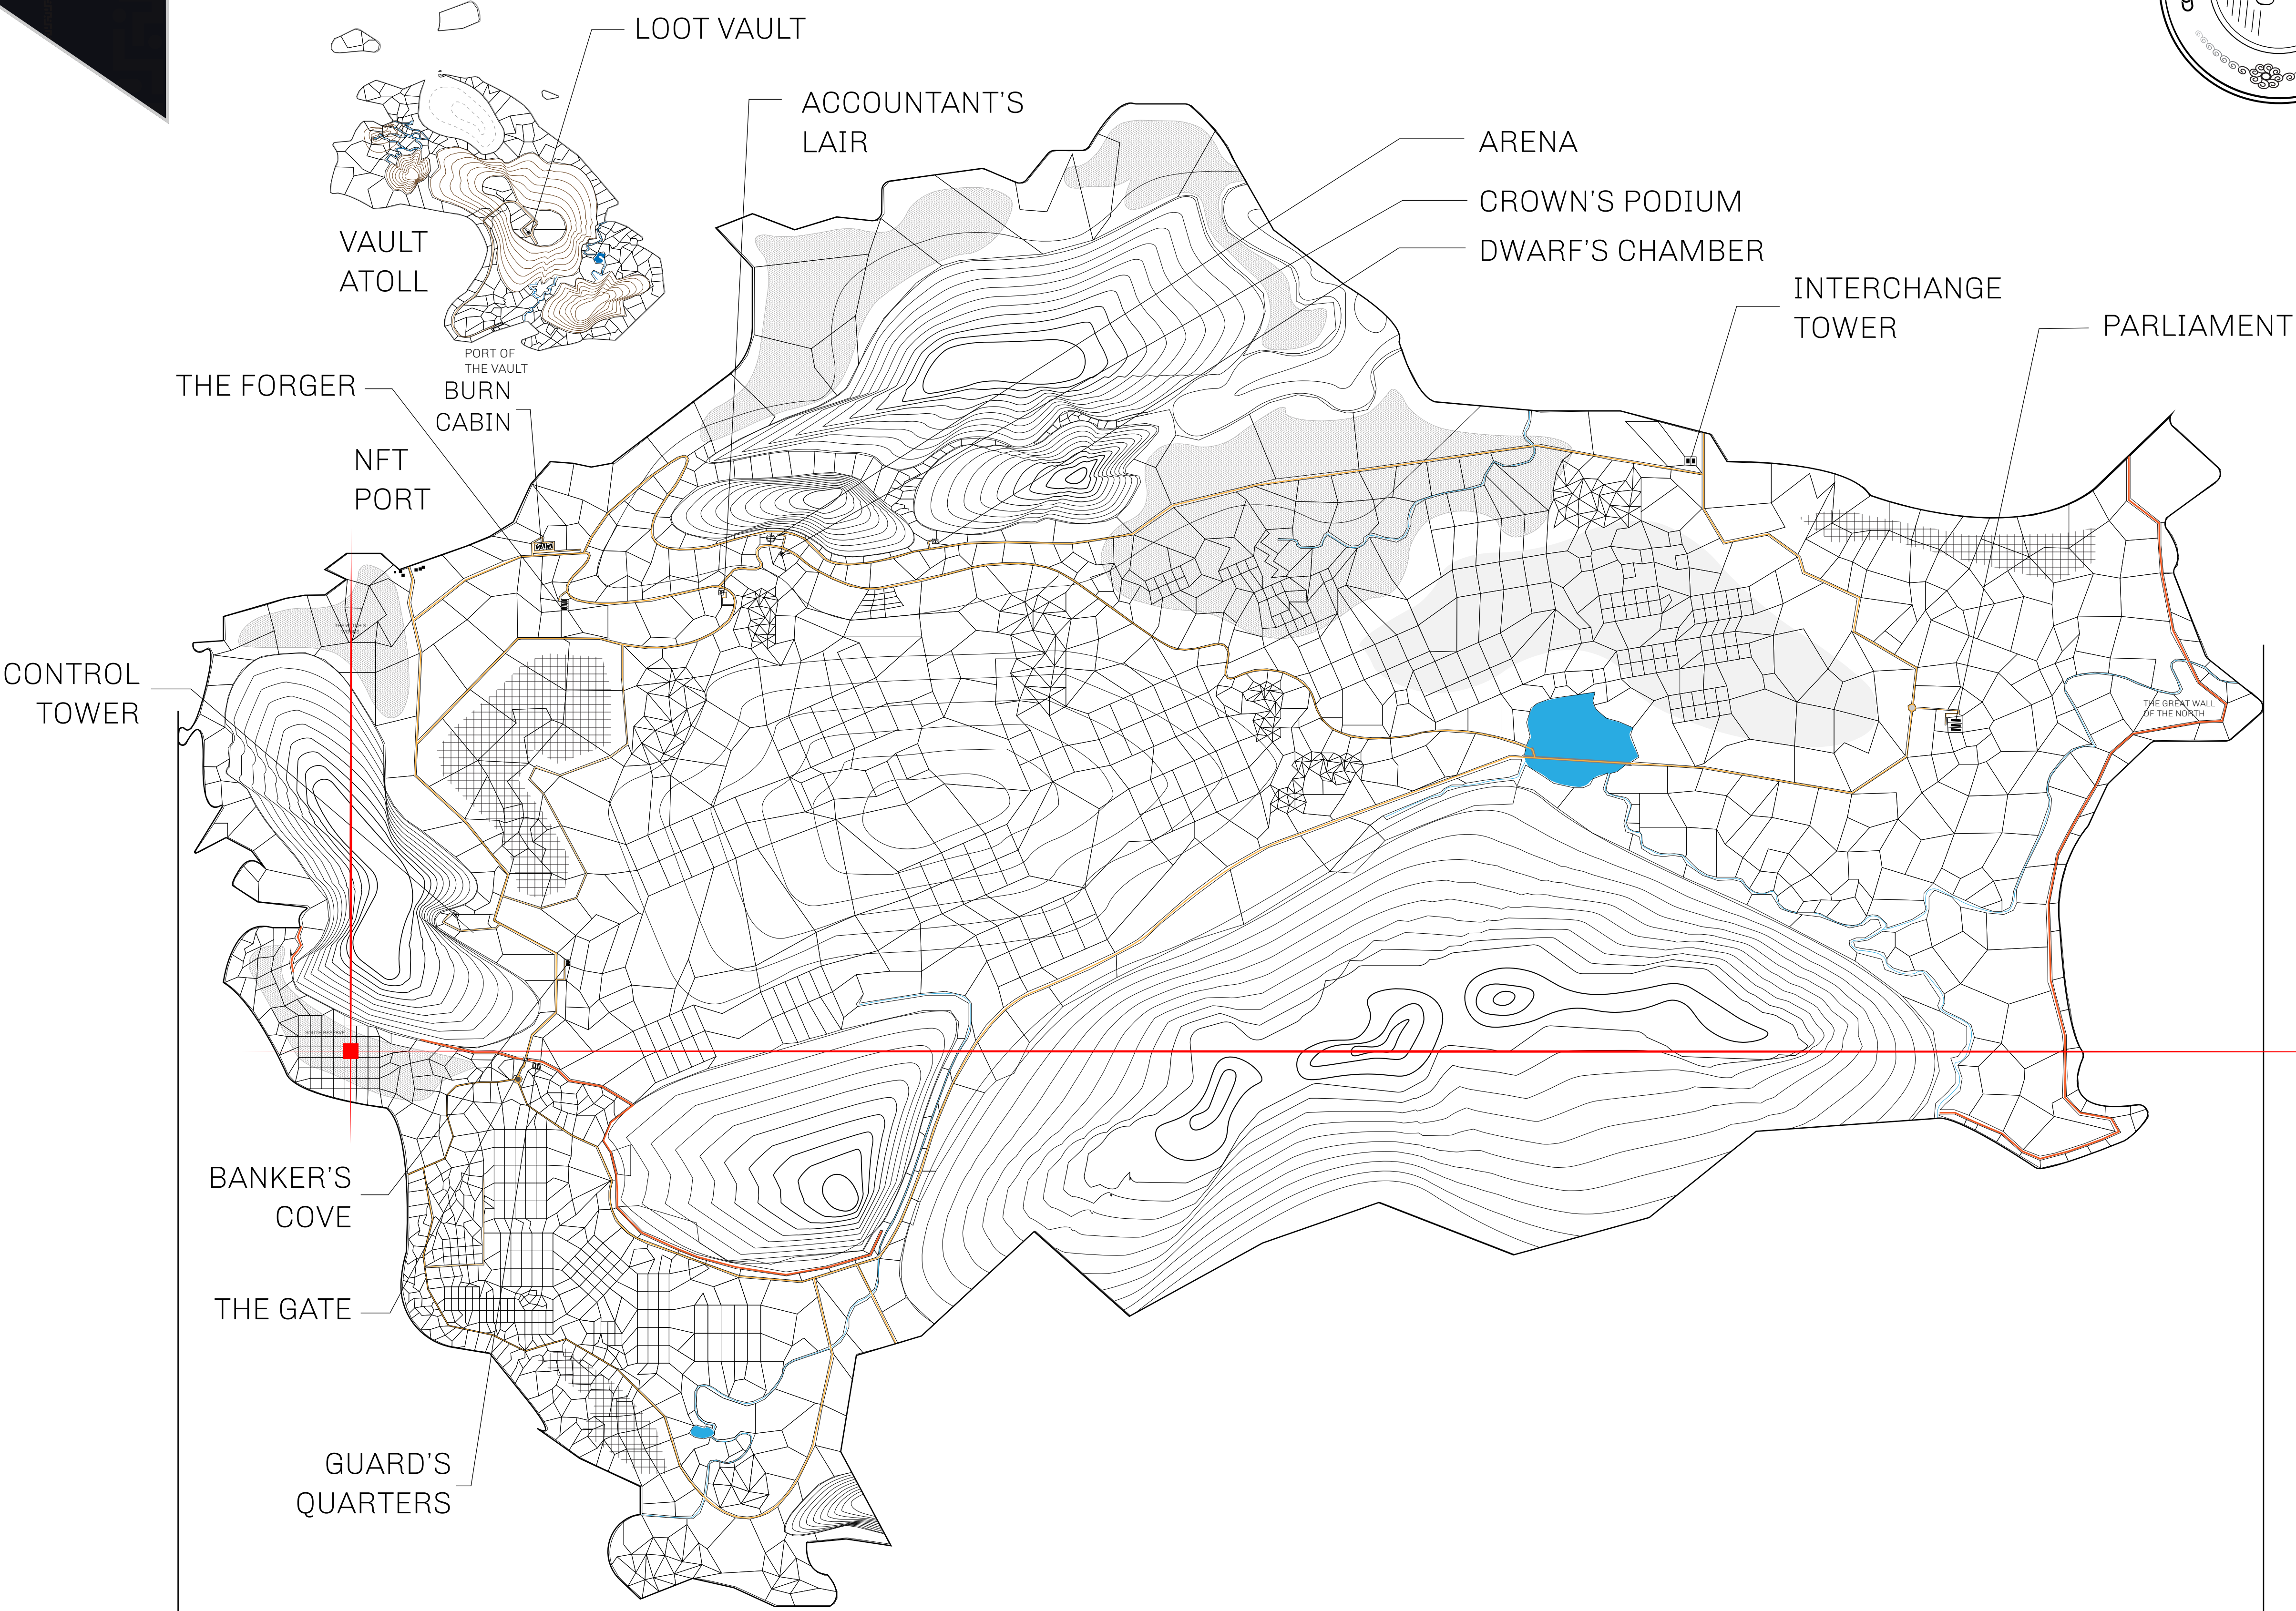 LOOT VAULT
ACCOUNTANT'S
LAIR
ARENA
CROWN'S PODIUM
DWARF'S CHAMBER
VAULT
ATOLL
INTERCHANGE
TOWER
PARLIAMENT
PORT OF
THE VAULT
THE FORGER
BURN
CABIN
NFT
PORT
CONTROL
TOWER
THE GREAT WALL
OF THE NORTH
SOUTH RESERVE
BANKER'S
COVE
THE GATE
GUARD'S
QUARTERS